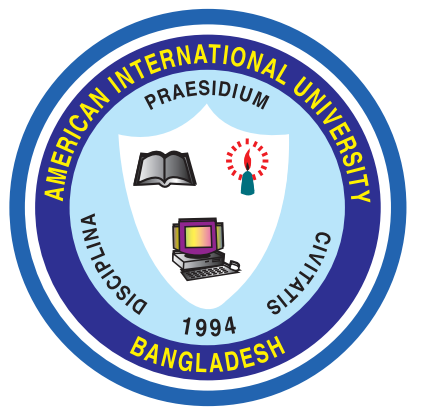 AMERICAN INTERNATIONAL UNIVERSITY
PRAESIDIUM
DISCIPLINA
CIVITATIS
1994
BANGLADESH